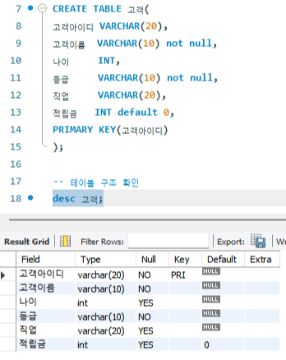 7 CREATE TABLE 고객(
8 고객아이디 VARCHAR(20),
9 고객이름 VARCHAR(10) not null,
10 나이 INT,
11 등급 VARCHAR(10) not null,
12 직업 VARCHAR(20),
13 적립금 INT default 0,
14 PRIMARY KEY(고객아이디)
15 );
16
17 -- 테이블 구조 확인
18 desc 고객;
Result Grid Filter Rows: Export:
Field Type Null Key Default Extra
고객아이디 varchar(20) NO PRI NULL
고객이름 varchar(10) NO NULL
나이 int YES NULL
등급 varchar(10) NO NULL
직업 varchar(20) YES NULL
적립금 int YES 0